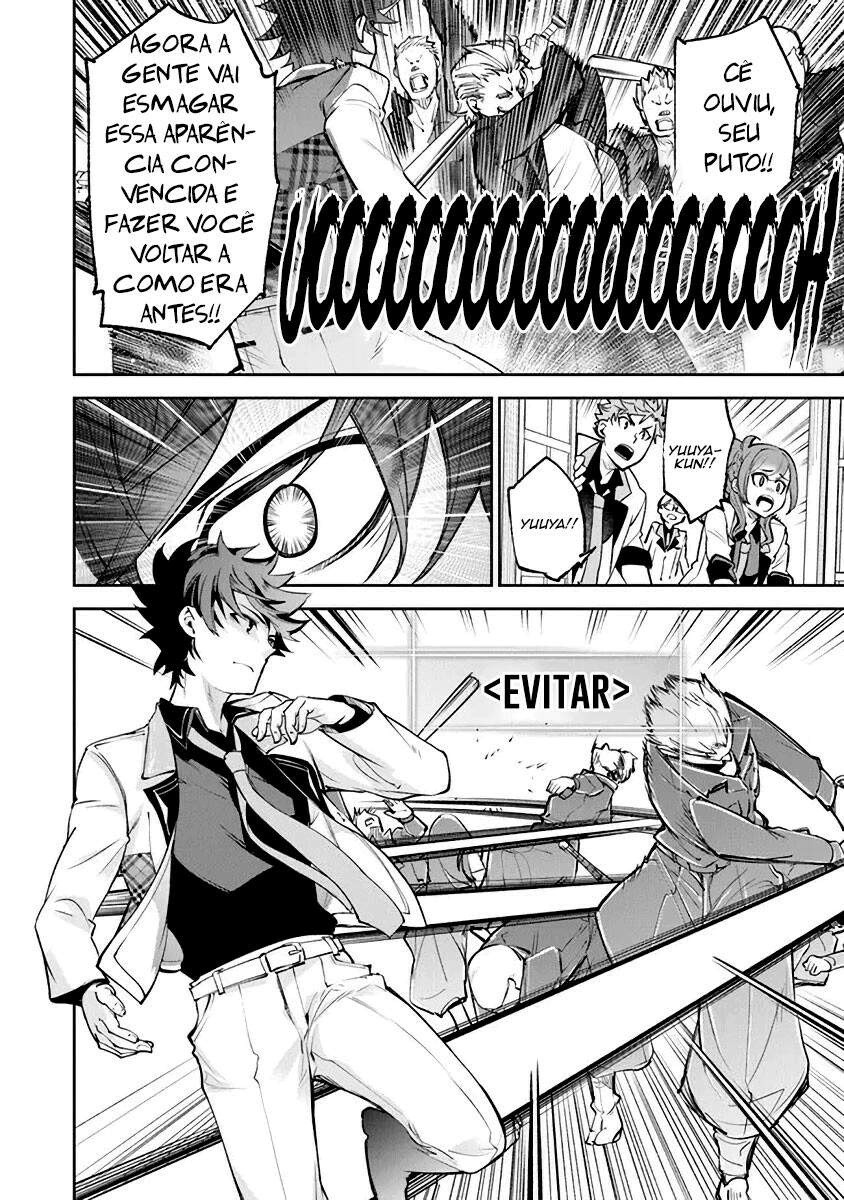 CÊ
OUVIU,
SEU
PUTO!!
AGORA A
GENTE VAI
ESMAGAR
ESSA APARÊN-
CIA CON-
VENCIDA E
FAZER VOCÊ
VOLTAR A
COMO ERA
ANTES!!
UOOOOOOOOOOOOOOOOOOOOOH
YUUYA-
KUN!!
YUUYA!!
<EVITAR>